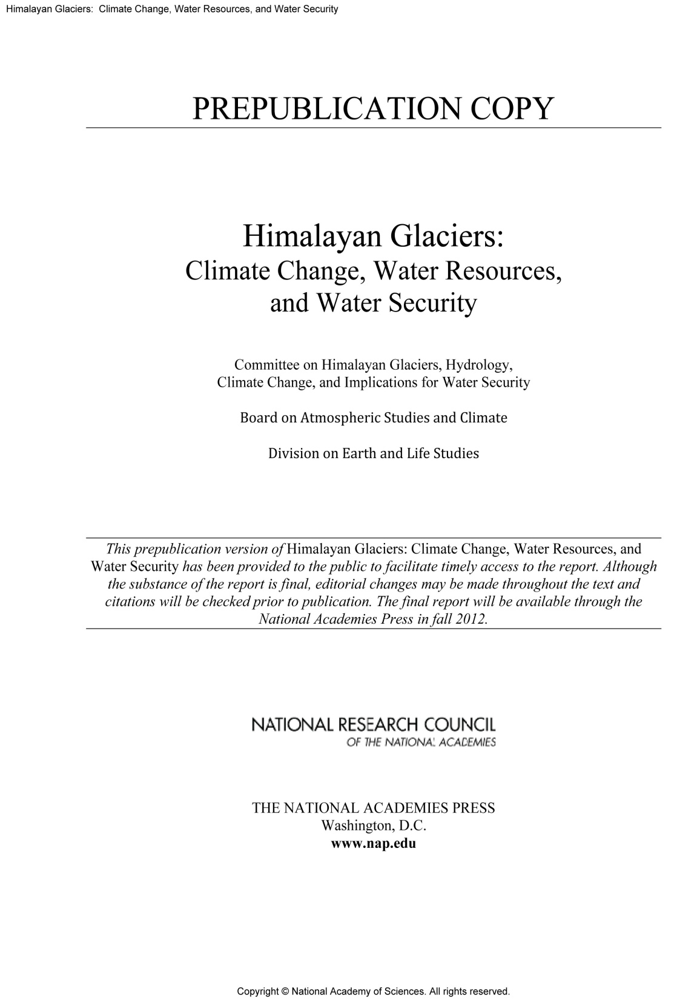 Himalayan Glaciers:  Climate Change, Water Resources, and Water Security
PREPUBLICATION COPY
Himalayan Glaciers:
Climate Change, Water Resources,
and Water Security
Committee on Himalayan Glaciers, Hydrology,
Climate Change, and Implications for Water Security
Board on Atmospheric Studies and Climate
Division on Earth and Life Studies
This prepublication version of Himalayan Glaciers: Climate Change, Water Resources, and
Water Security has been provided to the public to facilitate timely access to the report. Although
the substance of the report is final, editorial changes may be made throughout the text and
citations will be checked prior to publication. The final report will be available through the
National Academies Press in fall 2012.
NATIONAL RESEARCH COUNCIL
OF THE NATIONAL ACADEMIES
THE NATIONAL ACADEMIES PRESS
Washington, D.C.
www.nap.edu
Copyright © National Academy of Sciences. All rights reserved.